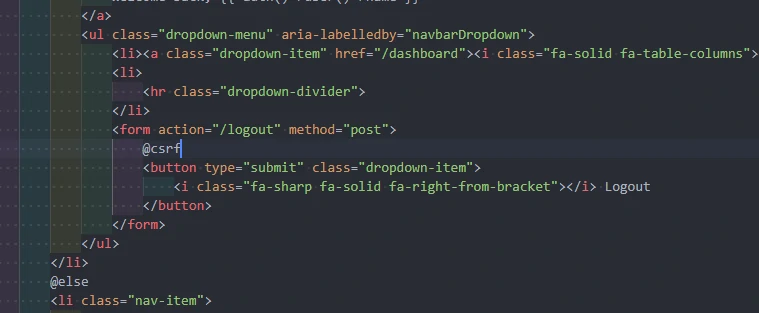 </a>
<ul class="dropdown-menu" aria-labelledby="navbarDropdown">
<li><a class="dropdown-item" href="/dashboard"><i class="fa-solid fa-table-columns">
<li>
<hr class="dropdown-divider">
</li>
<form action="/logout" method="post">
@csrf
<button type="submit" class="dropdown-item">
<i class="fa-sharp fa-solid fa-right-from-bracket"></i> Logout
</button>
</form>
</ul>
</li>
@else
<li class="nav-item">